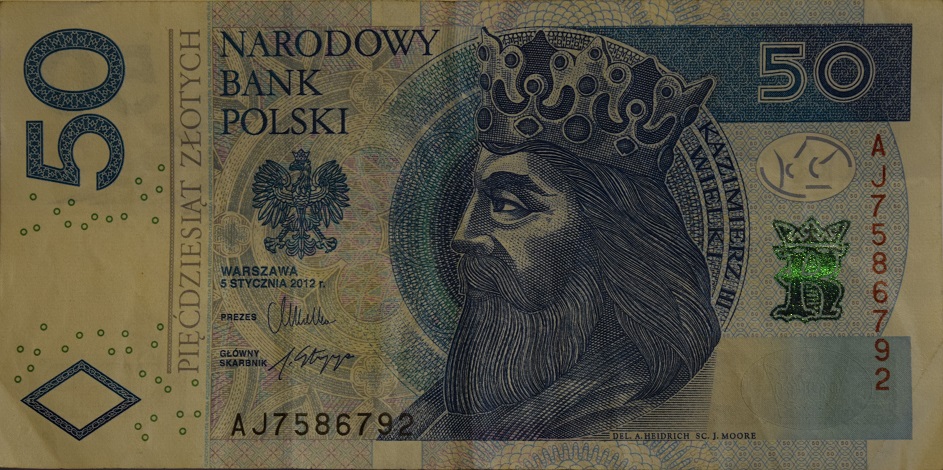 50
PIĘĆDZIESIĄT ZŁOTYCH
NARODOWY
BANK
POLSKI
50
KAZIMIERZ III
WIELKI
WARSZAWA
5 STYCZNIA 2012 r.
PREZES
GŁÓWNY
SKARBNIK
AJ7586792
AJ7586792
DEL. A. HEIDRICH SC. J. MOORE